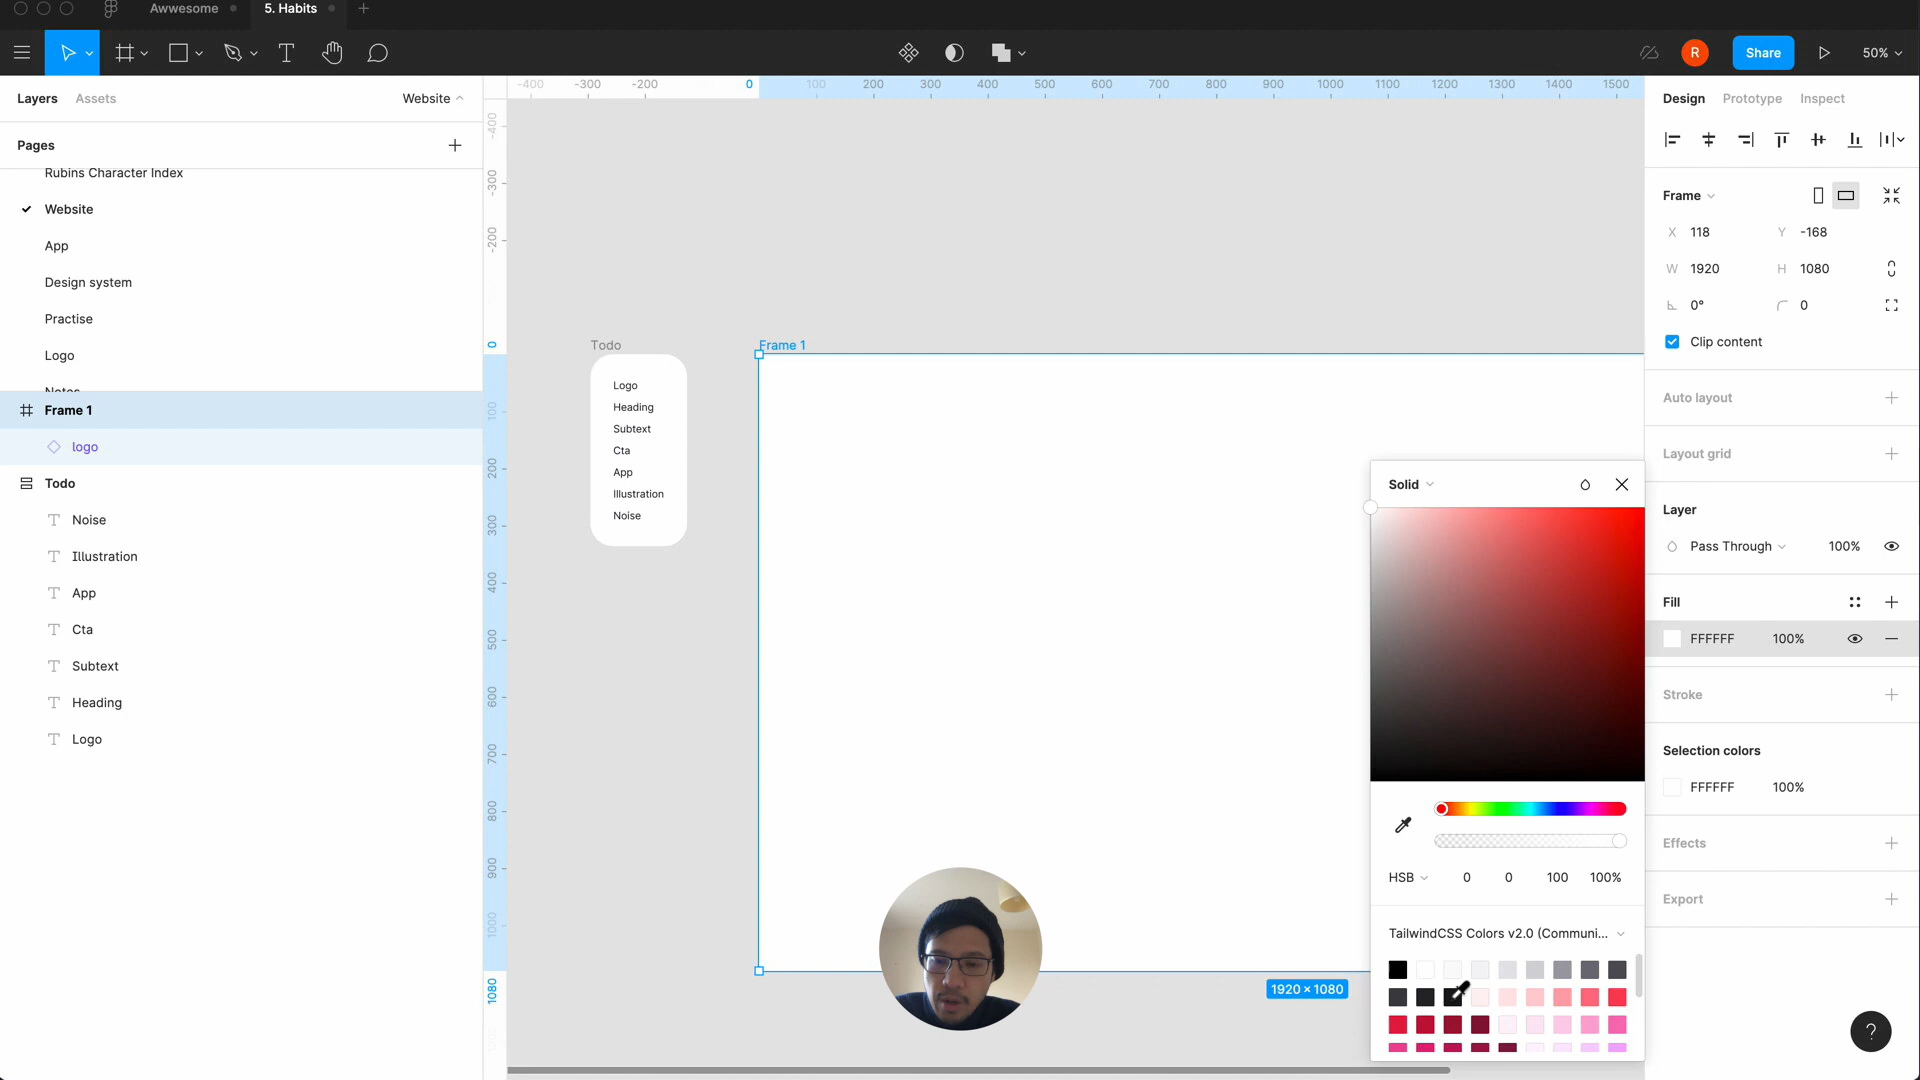 Awwesome
5. Habits
Share
50%
R
Layers
Assets
Website
Pages
Rubins Character Index
Website
App
Design system
Practise
Logo
Notes
Frame 1
logo
Todo
Noise
Illustration
App
Cta
Subtext
Heading
Logo
-400
-300
-200
0
100
200
300
400
500
600
700
800
900
1000
1100
1200
1300
1400
1500
-400
-300
-200
0
100
200
300
400
500
600
700
800
900
1000
1080
Todo
Logo
Heading
Subtext
Cta
App
Illustration
Noise
Frame 1
1920 × 1080
Solid
HSB
0
0
100
100%
TailwindCSS Colors v2.0 (Communi...
Design
Prototype
Inspect
Frame
X 118
Y -168
W 1920
H 1080
0°
0
Clip content
Auto layout
Layout grid
Layer
Pass Through
100%
Fill
FFFFFF
100%
Stroke
Selection colors
FFFFFF
100%
Effects
Export
?